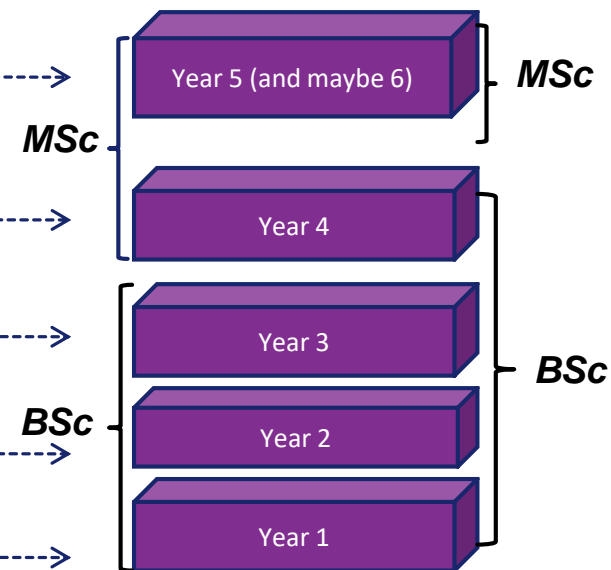 Year 5 (and maybe 6)
MSc
MSc
Year 4
Year 3
BSc
BSc
Year 2
Year 1